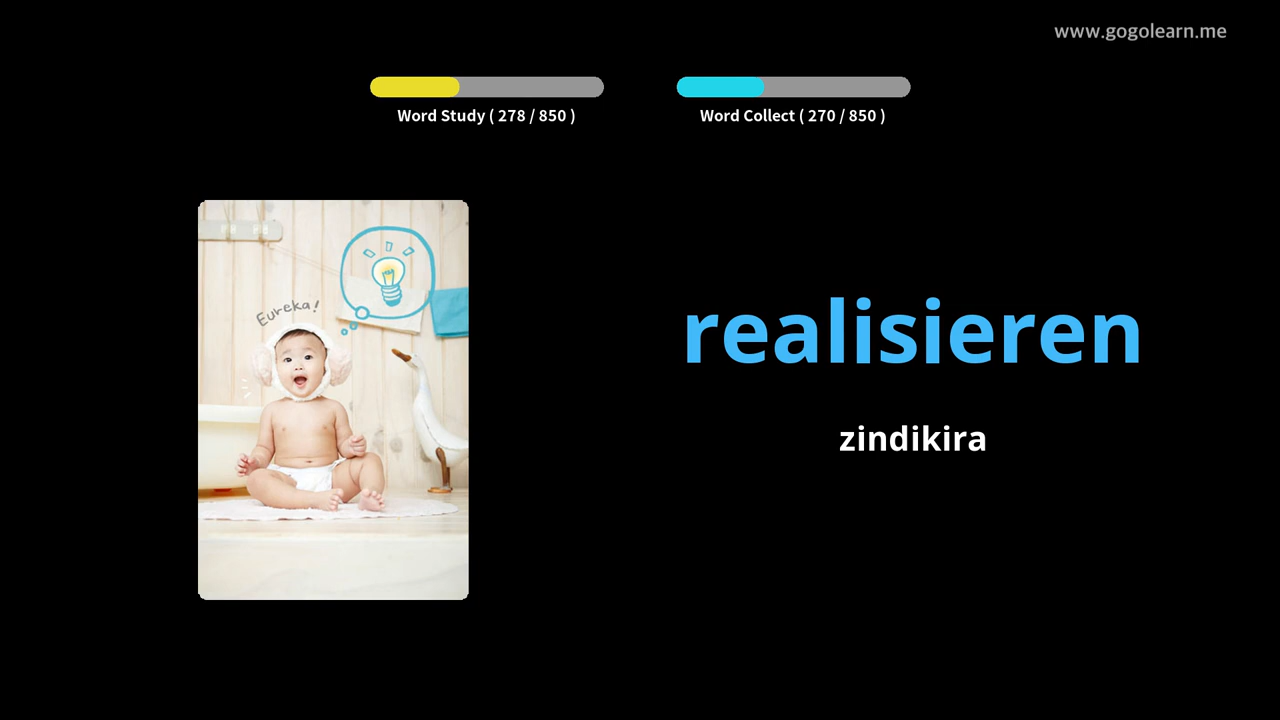 www.gogolearn.me
Word Study ( 278 / 850 )
Word Collect ( 270 / 850 )
Eureka!
realisieren
zindikira